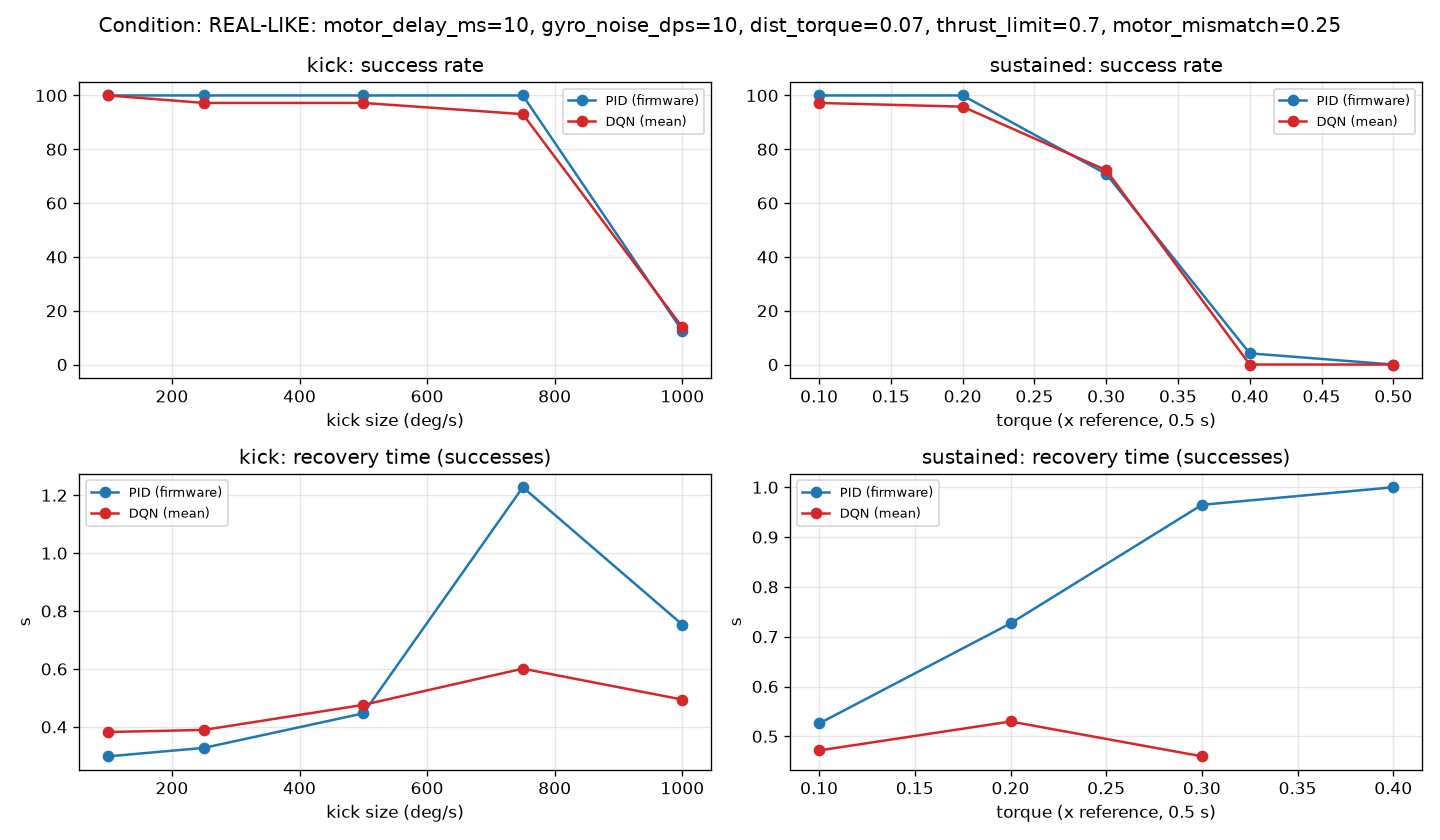 Condition: REAL-LIKE: motor_delay_ms=10, gyro_noise_dps=10, dist_torque=0.07, thrust_limit=0.7, motor_mismatch=0.25
kick: success rate
100
80
60
40
20
0
PID (firmware)
DQN (mean)
200 400 600 800 1000
kick size (deg/s)
sustained: success rate
100
80
60
40
20
0
PID (firmware)
DQN (mean)
0.10 0.15 0.20 0.25 0.30 0.35 0.40 0.45 0.50
torque (x reference, 0.5 s)
kick: recovery time (successes)
s
1.2
1.0
0.8
0.6
0.4
PID (firmware)
DQN (mean)
200 400 600 800 1000
kick size (deg/s)
sustained: recovery time (successes)
s
1.0
0.9
0.8
0.7
0.6
0.5
PID (firmware)
DQN (mean)
0.10 0.15 0.20 0.25 0.30 0.35 0.40
torque (x reference, 0.5 s)